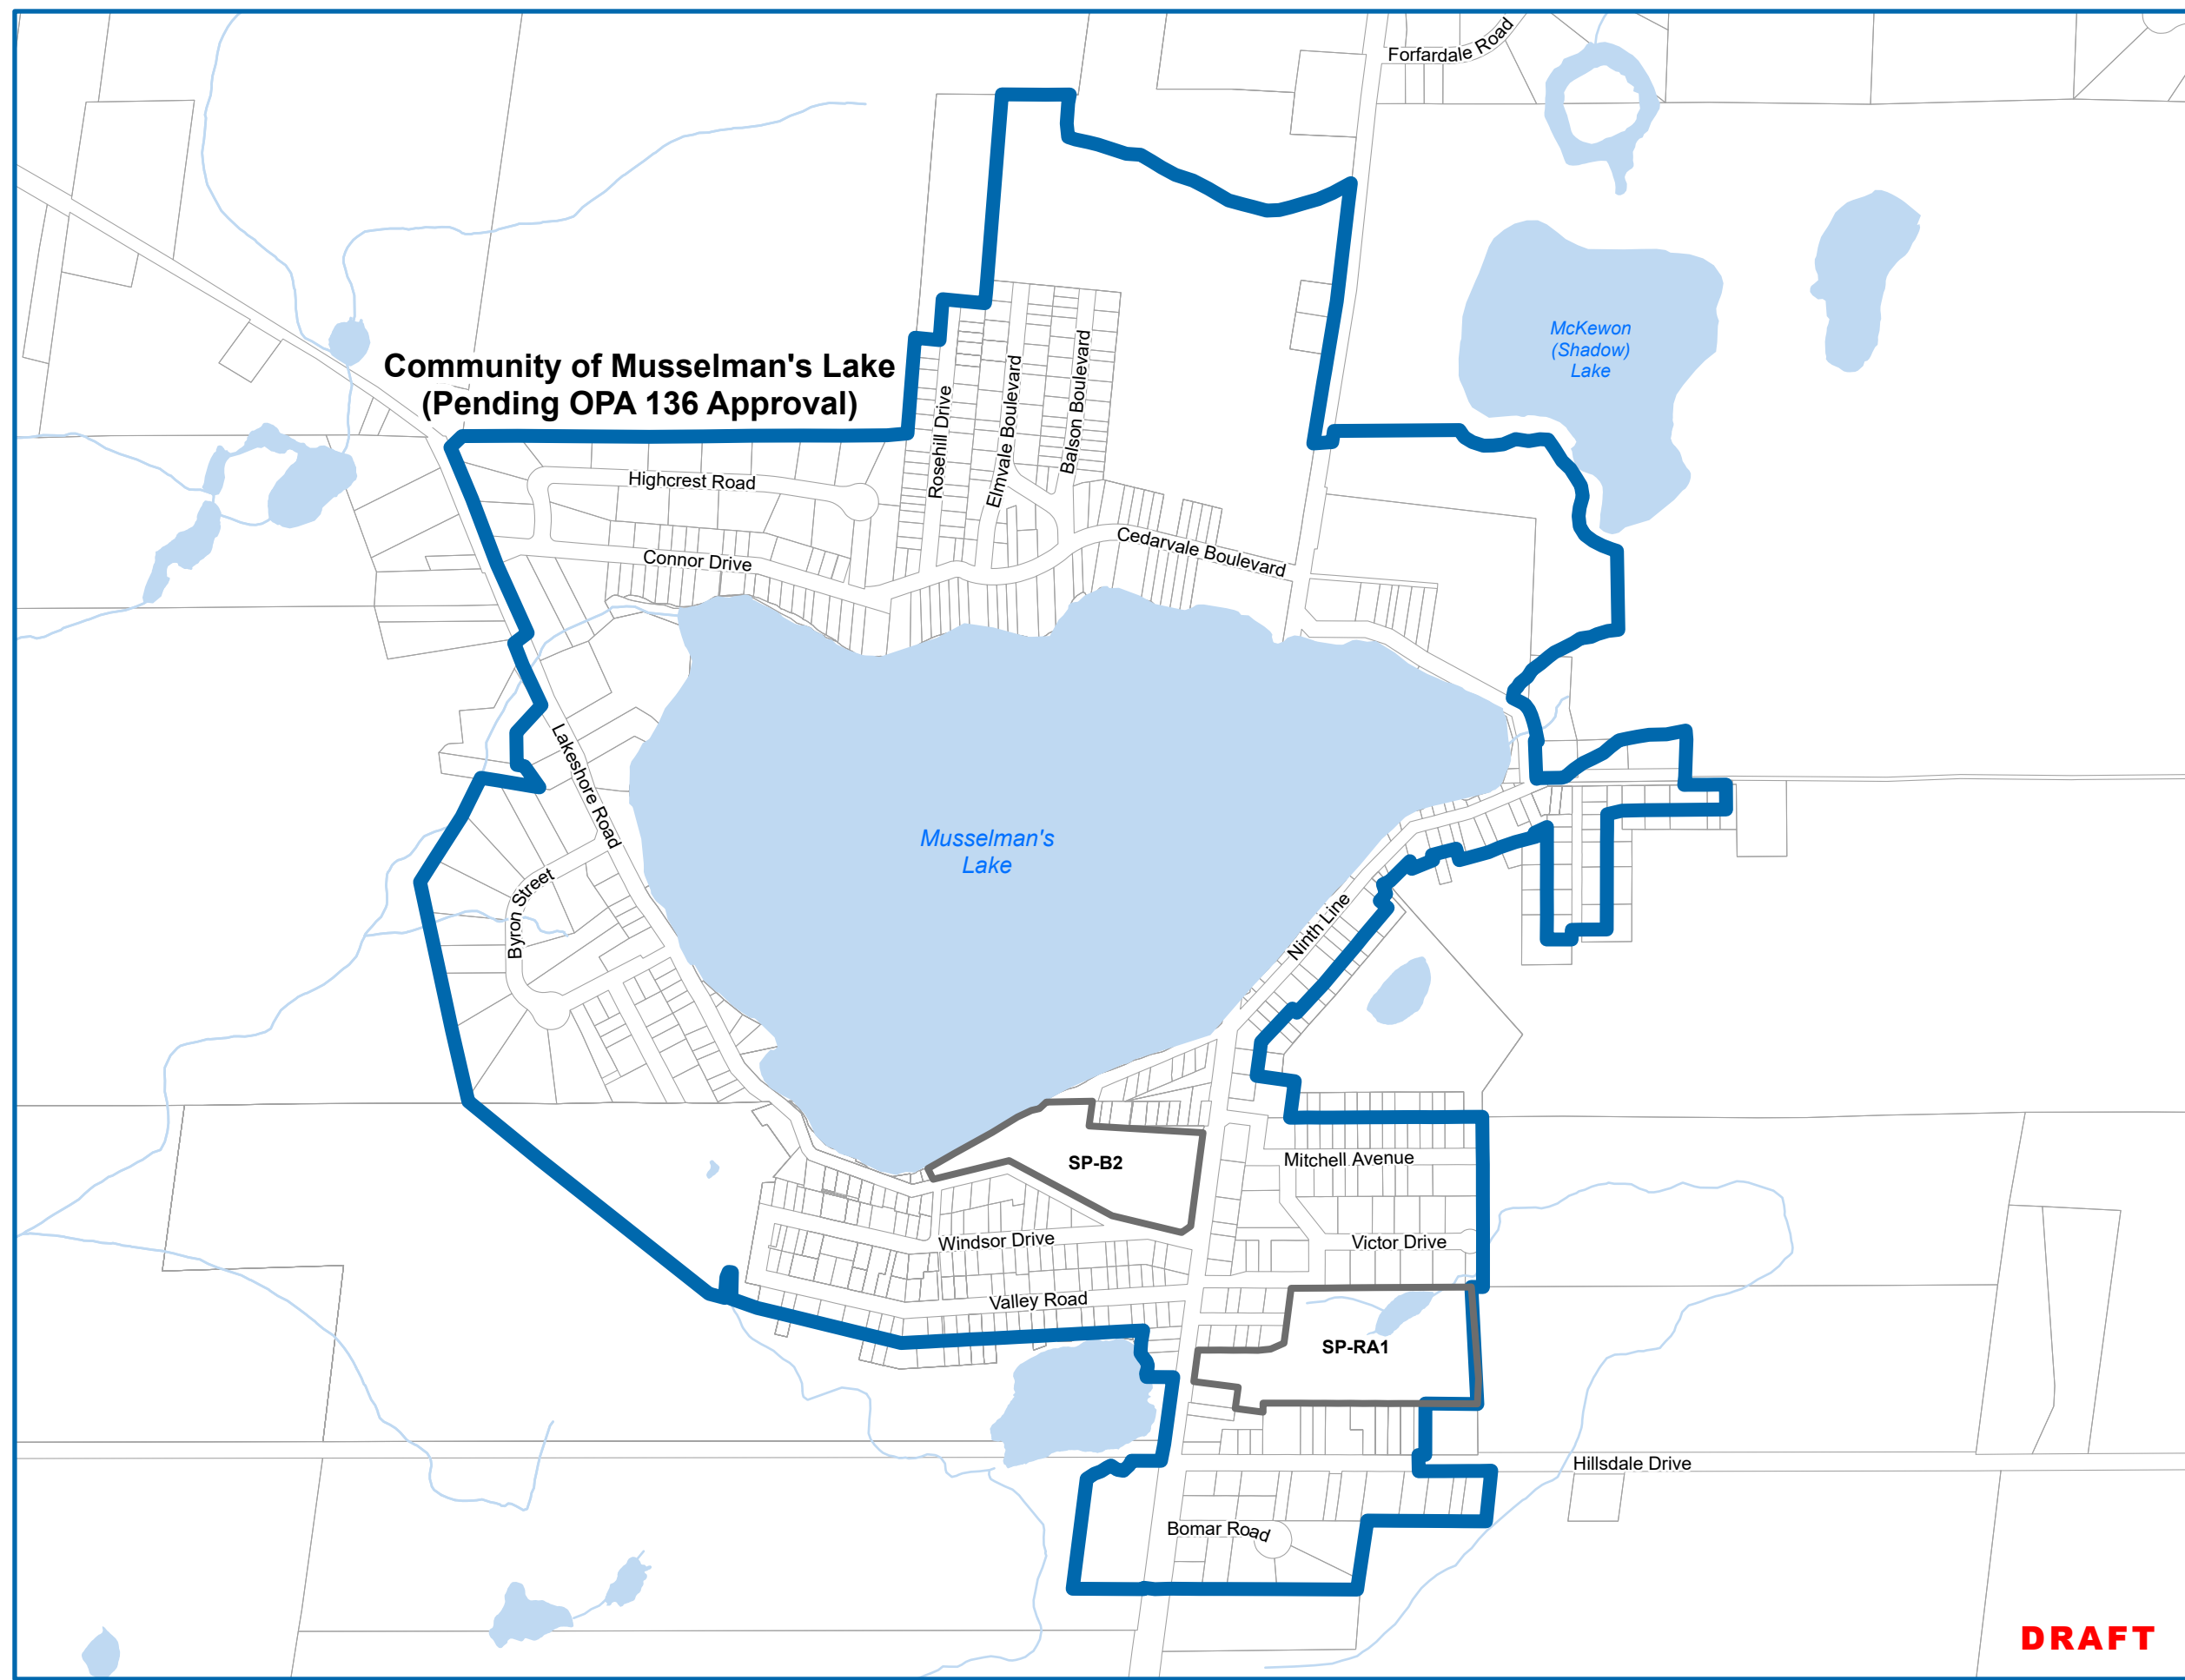 Forfardale Road
McKewon
(Shadow)
Lake
Community of Musselman's Lake
(Pending OPA 136 Approval)
Rosehill Drive
Elmvale Boulevard
Balson Boulevard
Highcrest Road
Connor Drive
Cedarvale Boulevard
Lakeshore Road
Musselman's
Lake
Byron Street
Ninth Line
SP-B2
Mitchell Avenue
Windsor Drive
Victor Drive
Valley Road
SP-RA1
Hillsdale Drive
Bomar Road
DRAFT